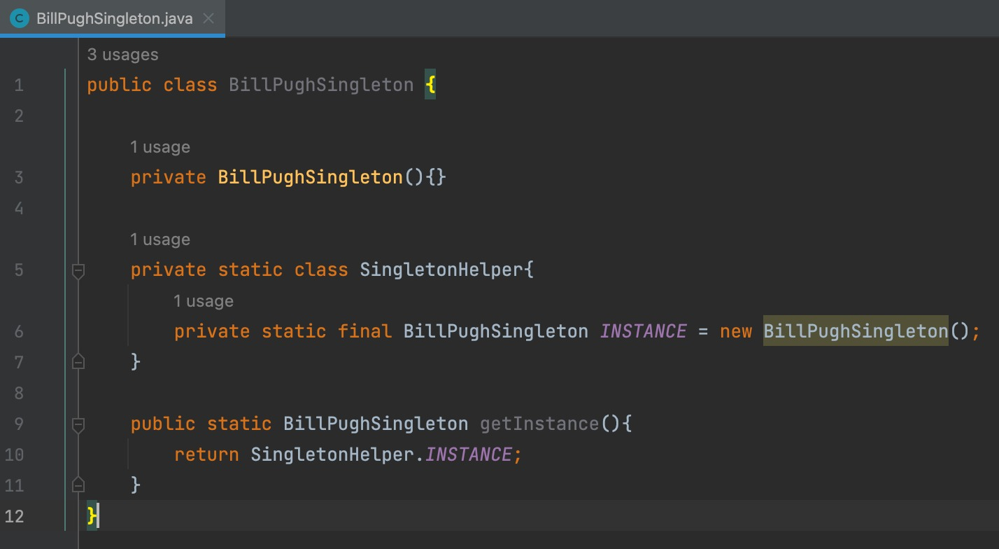 BillPughSingleton.java
3 usages
1 public class BillPughSingleton {
2
1 usage
3 private BillPughSingleton(){}
4
1 usage
5 private static class SingletonHelper{
1 usage
6 private static final BillPughSingleton INSTANCE = new BillPughSingleton();
7 }
8
9 public static BillPughSingleton getInstance(){
10 return SingletonHelper.INSTANCE;
11 }
12 }